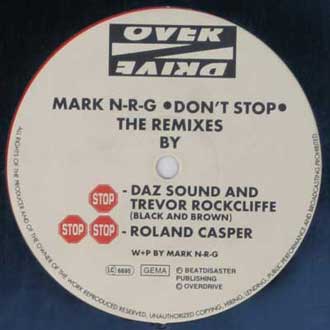 OVER
DRIVE
MARK N-R-G •DON'T STOP•
THE REMIXES
BY
STOP - DAZ SOUND AND
TREVOR ROCKCLIFFE
(BLACK AND BROWN)
STOP STOP - ROLAND CASPER
W+P BY MARK N-R-G
LC 6695 GEMA Ⓟ BEATDISASTER
PUBLISHING
© OVERDRIVE
ALL RIGHTS OF THE PRODUCER AND OF THE OWNER OF THE WORK REPRODUCED RESERVED, UNAUTHORIZED COPYING, HIRING, LENDING, PUBLIC PERFORMANCE AND BROADCASTING PROHIBITED